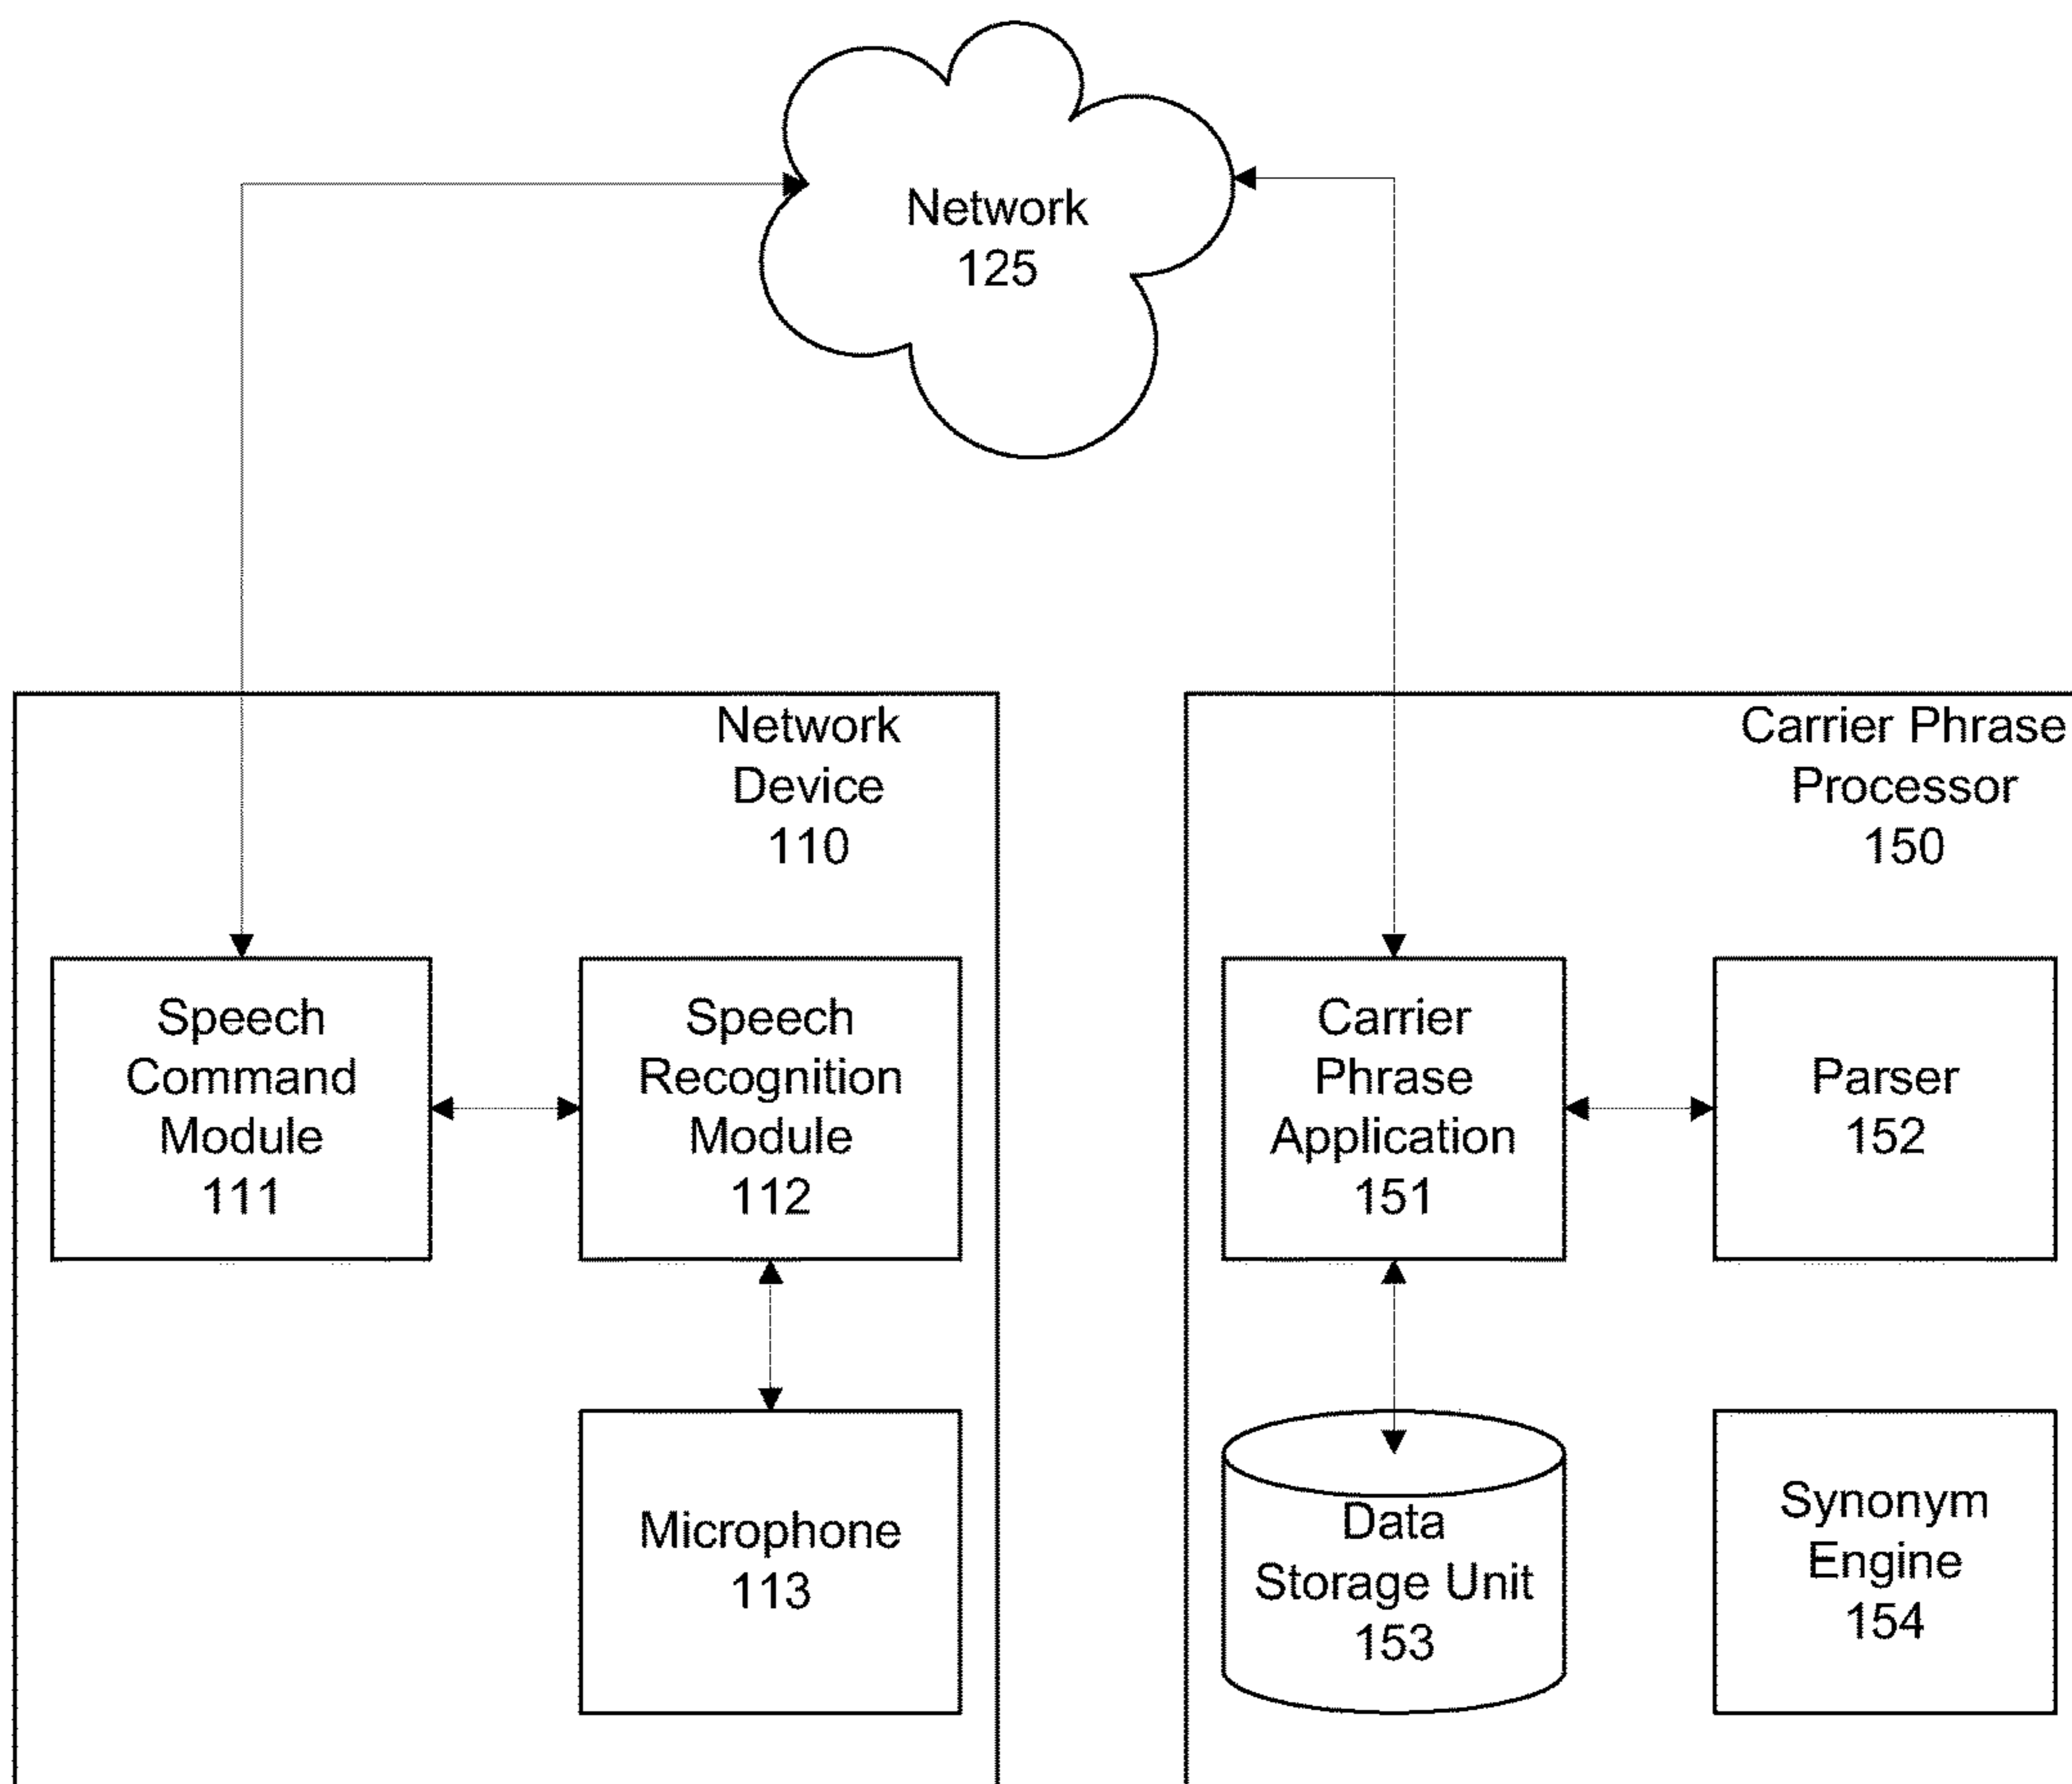 Network
125
Network
Device
110
Speech
Command
Module
111
Speech
Recognition
Module
112
Microphone
113
Carrier Phrase
Processor
150
Carrier
Phrase
Application
151
Parser
152
Data
Storage Unit
153
Synonym
Engine
154